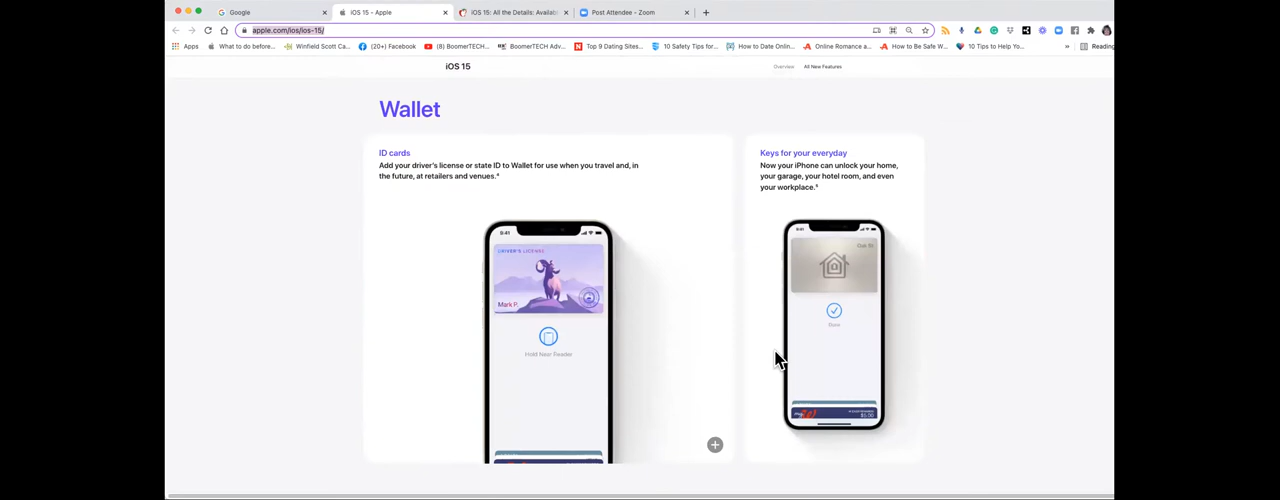 Google
iOS 15 - Apple
iOS 15: All the Details: Availab
Post Attendee - Zoom
apple.com/ios/ios-15/
Apps
What to do before...
Winfield Scott Ca...
(20+) Facebook
(8) BoomerTECH...
BoomerTECH Adv...
Top 9 Dating Sites...
10 Safety Tips for...
How to Date Onlin...
Online Romance a...
How to Be Safe W...
10 Tips to Help Yo...
»
Reading
iOS 15
Overview
All New Features
Wallet
ID cards
Add your driver's license or state ID to Wallet for use when you travel and, in
the future, at retailers and venues.⁴
9:41
DRIVER'S LICENSE
Mark P.
Hold Near Reader
Keys for your everyday
Now your iPhone can unlock your home,
your garage, your hotel room, and even
your workplace.⁵
9:41
Done
$5.00